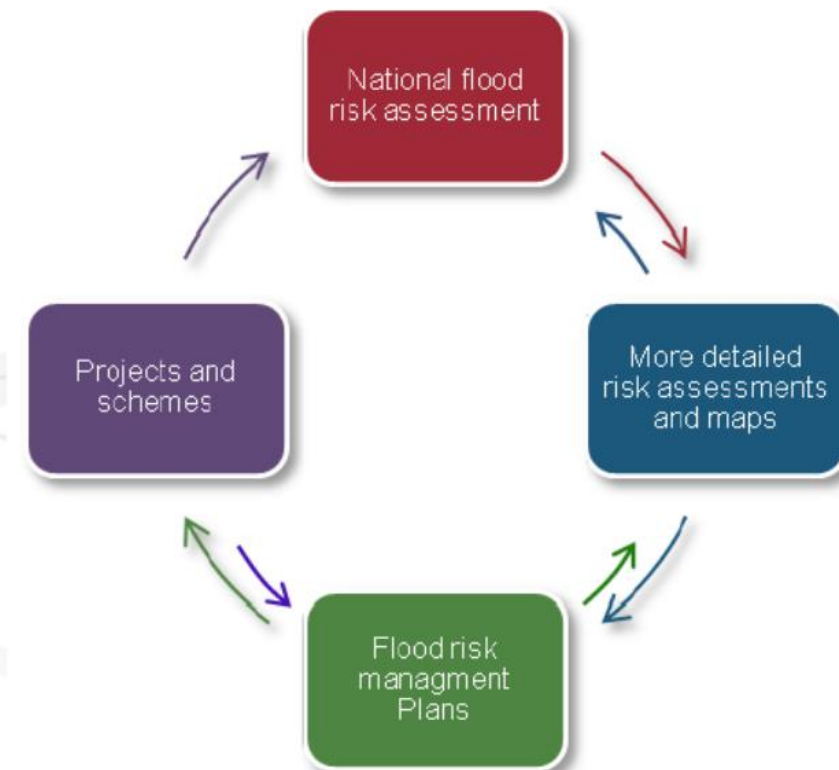 National flood
risk assessment
More detailed
risk assessments
and maps
Flood risk
managment
Plans
Projects and
schemes